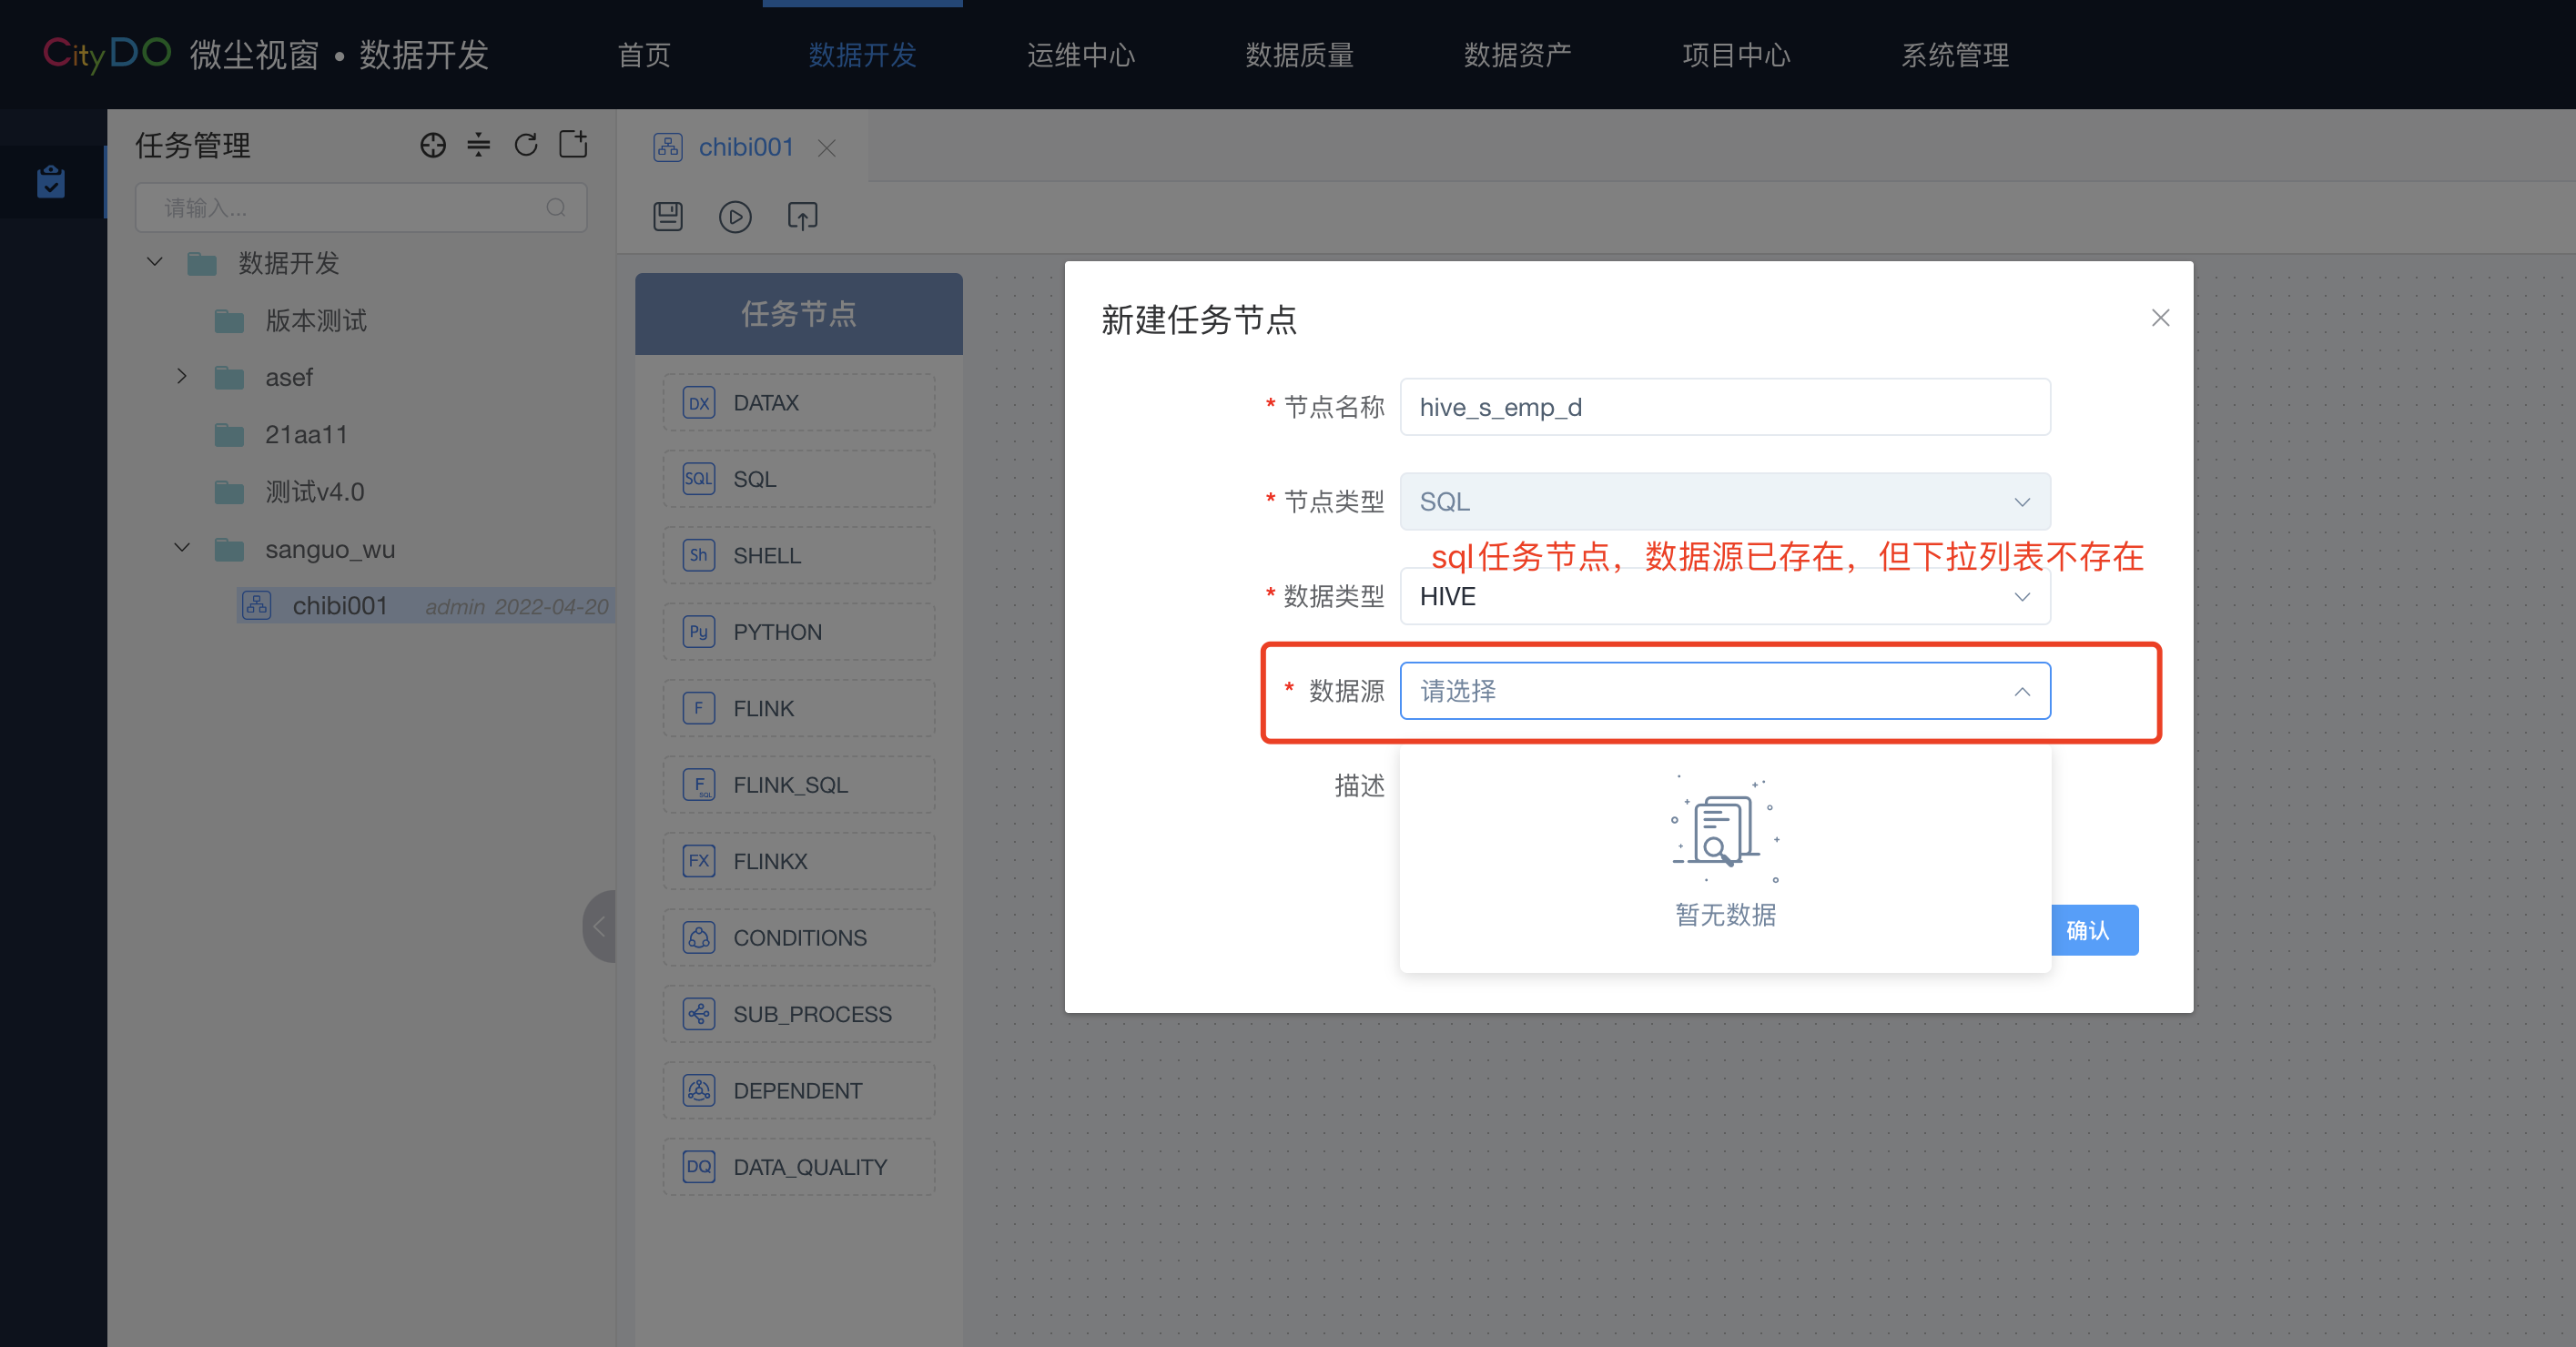 CityDO 微尘视窗 • 数据开发
首页
数据开发
运维中心
数据质量
数据资产
项目中心
系统管理
任务管理
请输入...
数据开发
版本测试
asef
21aa11
测试v4.0
sanguo_wu
chibi001 admin 2022-04-20
chibi001
任务节点
DX DATAX
SQL SQL
Sh SHELL
Py PYTHON
F FLINK
F SQL FLINK_SQL
FX FLINKX
CONDITIONS
SUB_PROCESS
DEPENDENT
DQ DATA_QUALITY
新建任务节点
* 节点名称 hive_s_emp_d
* 节点类型 SQL
sql任务节点，数据源已存在，但下拉列表不存在
* 数据类型 HIVE
* 数据源 请选择
描述
暂无数据
确认